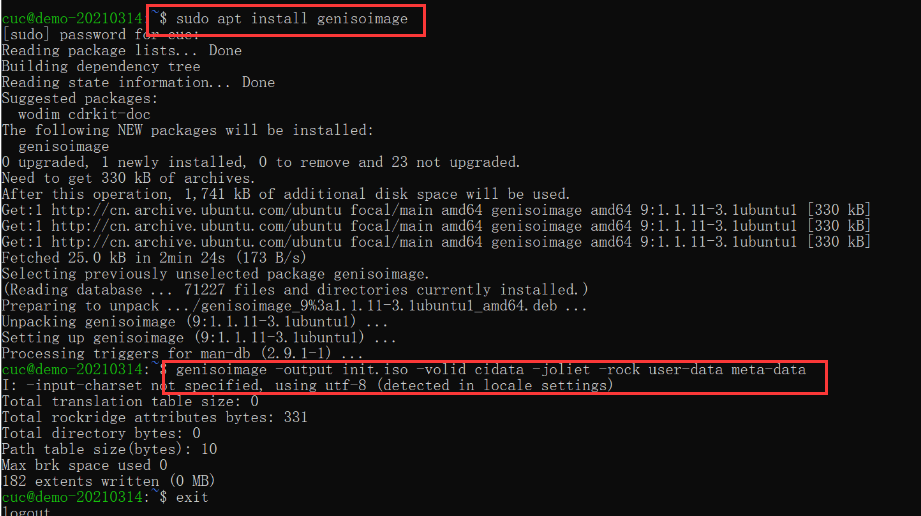 cuc@demo-20210314:~$ sudo apt install genisoimage
[sudo] password for cuc:
Reading package lists... Done
Building dependency tree
Reading state information... Done
Suggested packages:
  wodim cdrkit-doc
The following NEW packages will be installed:
  genisoimage
0 upgraded, 1 newly installed, 0 to remove and 23 not upgraded.
Need to get 330 kB of archives.
After this operation, 1,741 kB of additional disk space will be used.
Get:1 http://cn.archive.ubuntu.com/ubuntu focal/main amd64 genisoimage amd64 9:1.1.11-3.1ubuntu1 [330 kB]
Get:1 http://cn.archive.ubuntu.com/ubuntu focal/main amd64 genisoimage amd64 9:1.1.11-3.1ubuntu1 [330 kB]
Get:1 http://cn.archive.ubuntu.com/ubuntu focal/main amd64 genisoimage amd64 9:1.1.11-3.1ubuntu1 [330 kB]
Fetched 25.0 kB in 2min 24s (173 B/s)
Selecting previously unselected package genisoimage.
(Reading database ... 71227 files and directories currently installed.)
Preparing to unpack .../genisoimage_9%3a1.1.11-3.1ubuntu1_amd64.deb ...
Unpacking genisoimage (9:1.1.11-3.1ubuntu1) ...
Setting up genisoimage (9:1.1.11-3.1ubuntu1) ...
Processing triggers for man-db (2.9.1-1) ...
cuc@demo-20210314:~$ genisoimage -output init.iso -volid cidata -joliet -rock user-data meta-data
I: -input-charset not specified, using utf-8 (detected in locale settings)
Total translation table size: 0
Total rockridge attributes bytes: 331
Total directory bytes: 0
Path table size(bytes): 10
Max brk space used 0
182 extents written (0 MB)
cuc@demo-20210314:~$ exit
logout